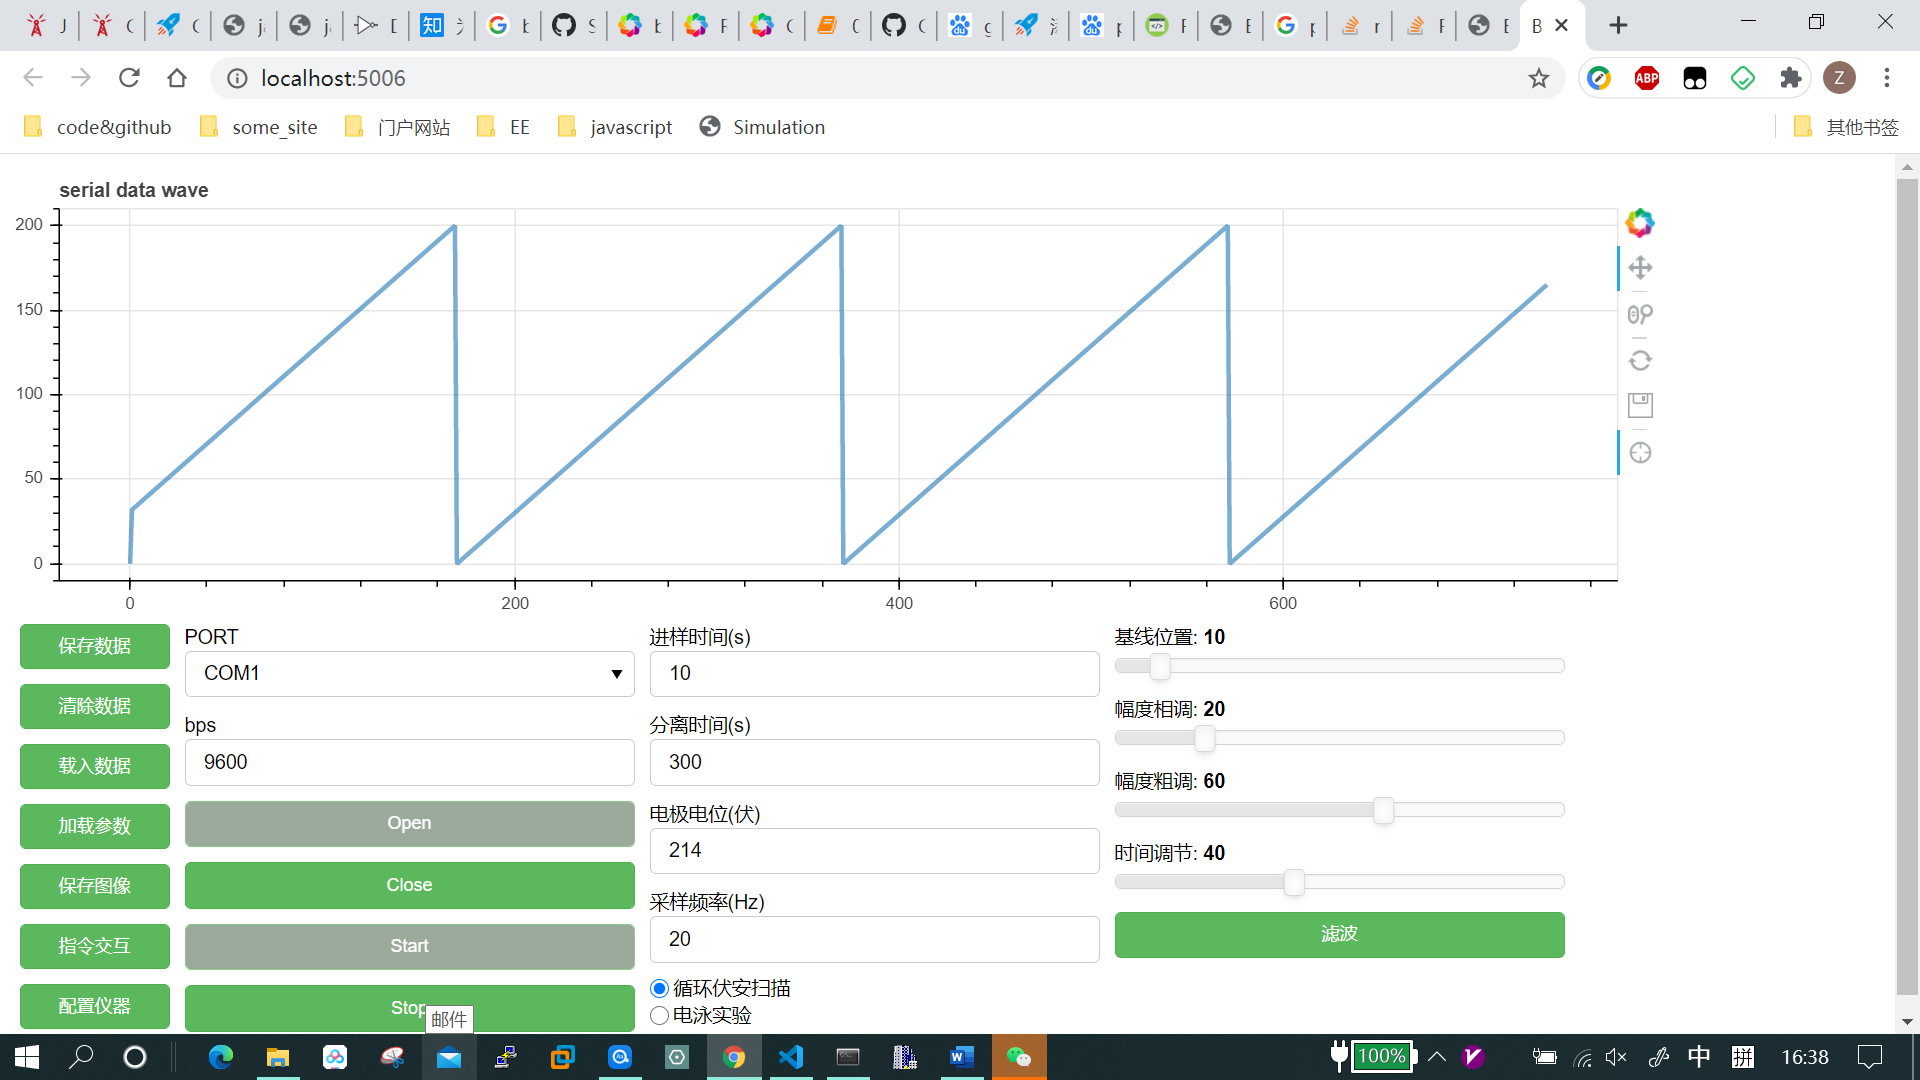 localhost:5006
ABP
Z
code&github
some_site
门户网站
EE
javascript
Simulation
其他书签
serial data wave
200
150
100
50
0
0
200
400
600
保存数据
清除数据
载入数据
加载参数
保存图像
指令交互
配置仪器
PORT
COM1
bps
9600
Open
Close
Start
Stop
邮件
进样时间(s)
10
分离时间(s)
300
电极电位(伏)
214
采样频率(Hz)
20
循环伏安扫描
电泳实验
基线位置: 10
幅度相调: 20
幅度粗调: 60
时间调节: 40
滤波
100%
中
拼
16:38